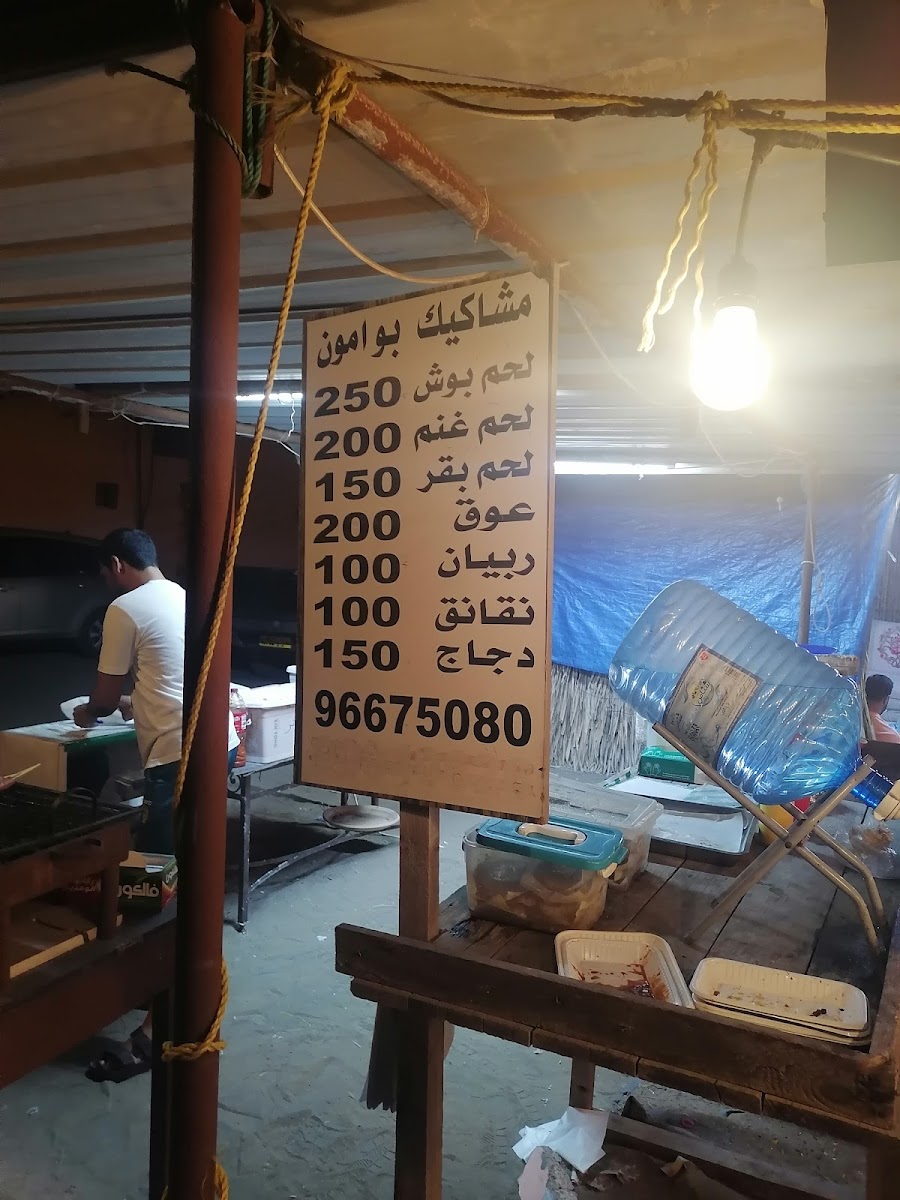 مشاكيك بوامون
لحم بوش 250
لحم غنم 200
لحم بقر 150
عوق 200
ربيان 100
نقانق 100
دجاج 150
96675080
فالكون